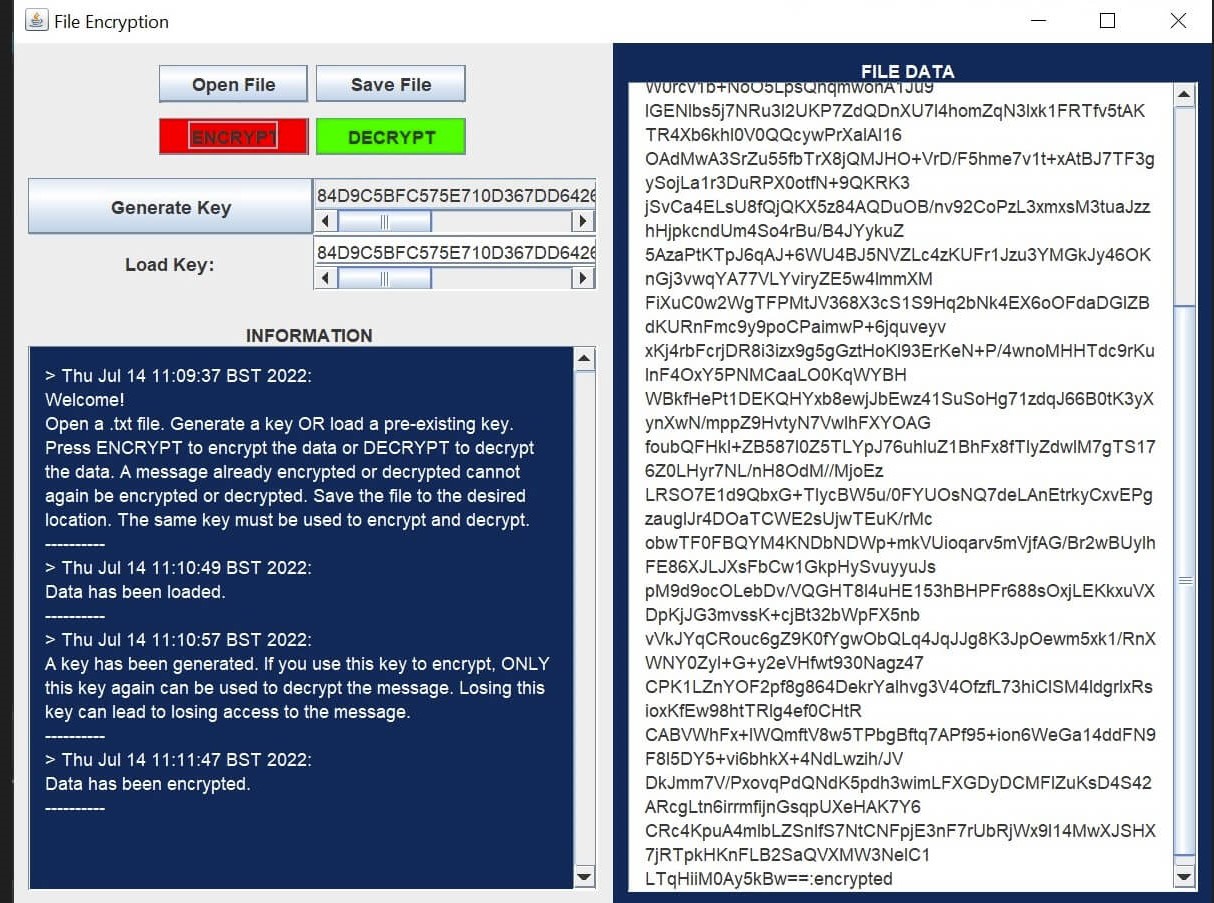 File Encryption
Open File
Save File
ENCRYPT
DECRYPT
Generate Key
84D9C5BFC575E710D367DD6426
Load Key:
84D9C5BFC575E710D367DD6426
INFORMATION
> Thu Jul 14 11:09:37 BST 2022:
Welcome!
Open a .txt file. Generate a key OR load a pre-existing key.
Press ENCRYPT to encrypt the data or DECRYPT to decrypt
the data. A message already encrypted or decrypted cannot
again be encrypted or decrypted. Save the file to the desired
location. The same key must be used to encrypt and decrypt.
----------
> Thu Jul 14 11:10:49 BST 2022:
Data has been loaded.
----------
> Thu Jul 14 11:10:57 BST 2022:
A key has been generated. If you use this key to encrypt, ONLY
this key again can be used to decrypt the message. Losing this
key can lead to losing access to the message.
----------
> Thu Jul 14 11:11:47 BST 2022:
Data has been encrypted.
----------
FILE DATA
IGENlbs5j7NRu3l2UKP7ZdQDnXU7l4homZqN3lxk1FRTfv5tAK
TR4Xb6khl0V0QQcywPrXalAl16
OAdMwA3SrZu55fbTrX8jQMJHO+VrD/F5hme7v1t+xAtBJ7TF3g
ySojLa1r3DuRPX0otfN+9QKRK3
jSvCa4ELsU8fQjQKX5z84AQDuOB/nv92CoPzL3xmxsM3tuaJzz
hHjpkcndUm4So4rBu/B4JYykuZ
5AzaPtKTpJ6qAJ+6WU4BJ5NVZLc4zKUFr1Jzu3YMGkJy46OK
nGj3vwqYA77VLYviryZE5w4lmmXM
FiXuC0w2WgTFPMtJV368X3cS1S9Hq2bNk4EX6oOFdaDGlZB
dKURnFmc9y9poCPaimwP+6jquveyv
xKj4rbFcrjDR8i3izx9g5gGztHoKl93ErKeN+P/4wnoMHHTdc9rKu
lnF4OxY5PNMCaaLO0KqWYBH
WBkfHePt1DEKQHYxb8ewjJbEwz41SuSoHg71zdqJ66B0tK3yX
ynXwN/mppZ9HvtyN7VwlhFXYOAG
foubQFHkl+ZB587l0Z5TLYpJ76uhluZ1BhFx8fTlyZdwlM7gTS17
6Z0LHyr7NL/nH8OdM//MjoEz
LRSO7E1d9QbxG+TlycBW5u/0FYUOsNQ7deLAnEtrkyCxvEPg
zauglJr4DOaTCWE2sUjwTEuK/rMc
obwTF0FBQYM4KNDbNDWp+mkVUioqarv5mVjfAG/Br2wBUylh
FE86XJLJXsFbCw1GkpHySvuyyuJs
pM9d9ocOLebDv/VQGHT8l4uHE153hBHPFr688sOxjLEKkxuVX
DpKjJG3mvssK+cjBt32bWpFX5nb
vVkJYqCRouc6gZ9K0fYgwObQLq4JqJJg8K3JpOewm5xk1/RnX
WNY0Zyl+G+y2eVHfwt930Nagz47
CPK1LZnYOF2pf8g864DekrYalhvg3V4OfzfL73hiClSM4ldgrlxRs
ioxKfEw98htTRlg4ef0CHtR
CABVWhFx+lWQmftV8w5TPbgBftq7APf95+ion6WeGa14ddFN9
F8l5DY5+vi6bhkX+4NdLwzih/JV
DkJmm7V/PxovqPdQNdK5pdh3wimLFXGDyDCMFlZuKsD4S42
ARcgLtn6irrmfijnGsqpUXeHAK7Y6
CRc4KpuA4mlbLZSnlfS7NtCNFpjE3nF7rUbRjWx9l14MwXJSHX
7jRTpkHKnFLB2SaQVXMW3NelC1
LTqHiiM0Ay5kBw==:encrypted